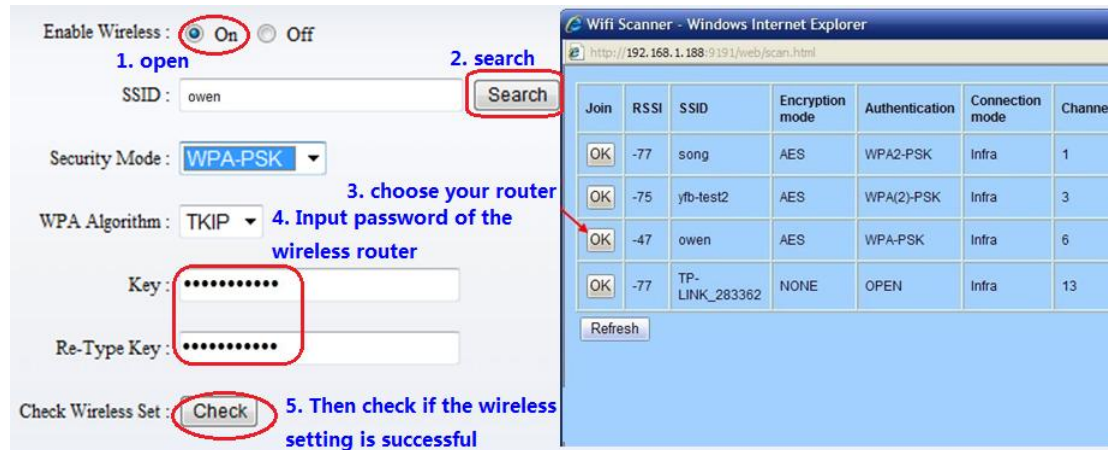 Enable Wireless : On Off
1. open
2. search
SSID : owen Search
Security Mode : WPA-PSK
3. choose your router
WPA Algorithm : TKIP
4. Input password of the
wireless router
Key : •••••••••••
Re-Type Key : •••••••••••
Check Wireless Set : Check
5. Then check if the wireless
setting is successful
Wifi Scanner - Windows Internet Explorer
http://192.168.1.188:9191/web/scan.html
Join RSSI SSID Encryption mode Authentication Connection mode Channe
OK -77 song AES WPA2-PSK Infra 1
OK -75 yfb-test2 AES WPA(2)-PSK Infra 3
OK -47 owen AES WPA-PSK Infra 6
OK -77 TP-LINK_283362 NONE OPEN Infra 13
Refresh